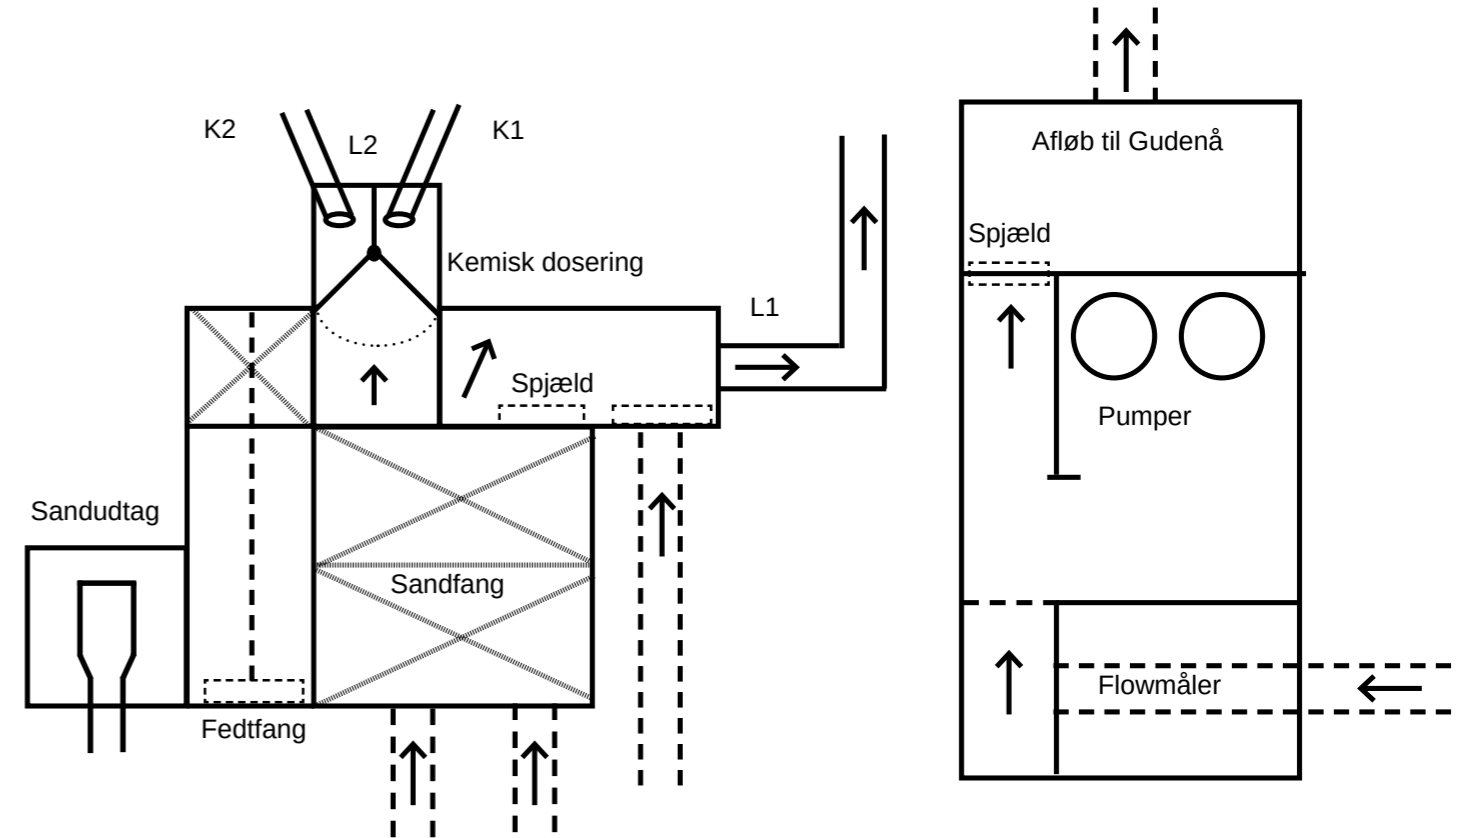 K2
L2
K1
Kemisk dosering
L1
Spjæld
Sandudtag
Sandfang
Fedtfang
Afløb til Gudenå
Spjæld
Pumper
Flowmåler